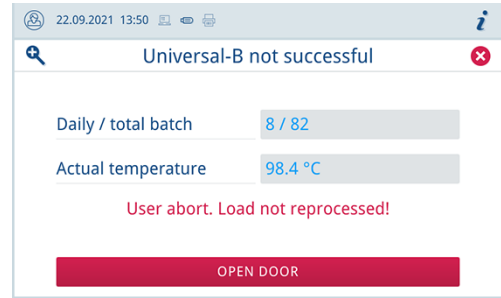 22.09.2021 13:50 i
Universal-B not successful
Daily / total batch 8 / 82
Actual temperature 98.4 °C
User abort. Load not reprocessed!
OPEN DOOR